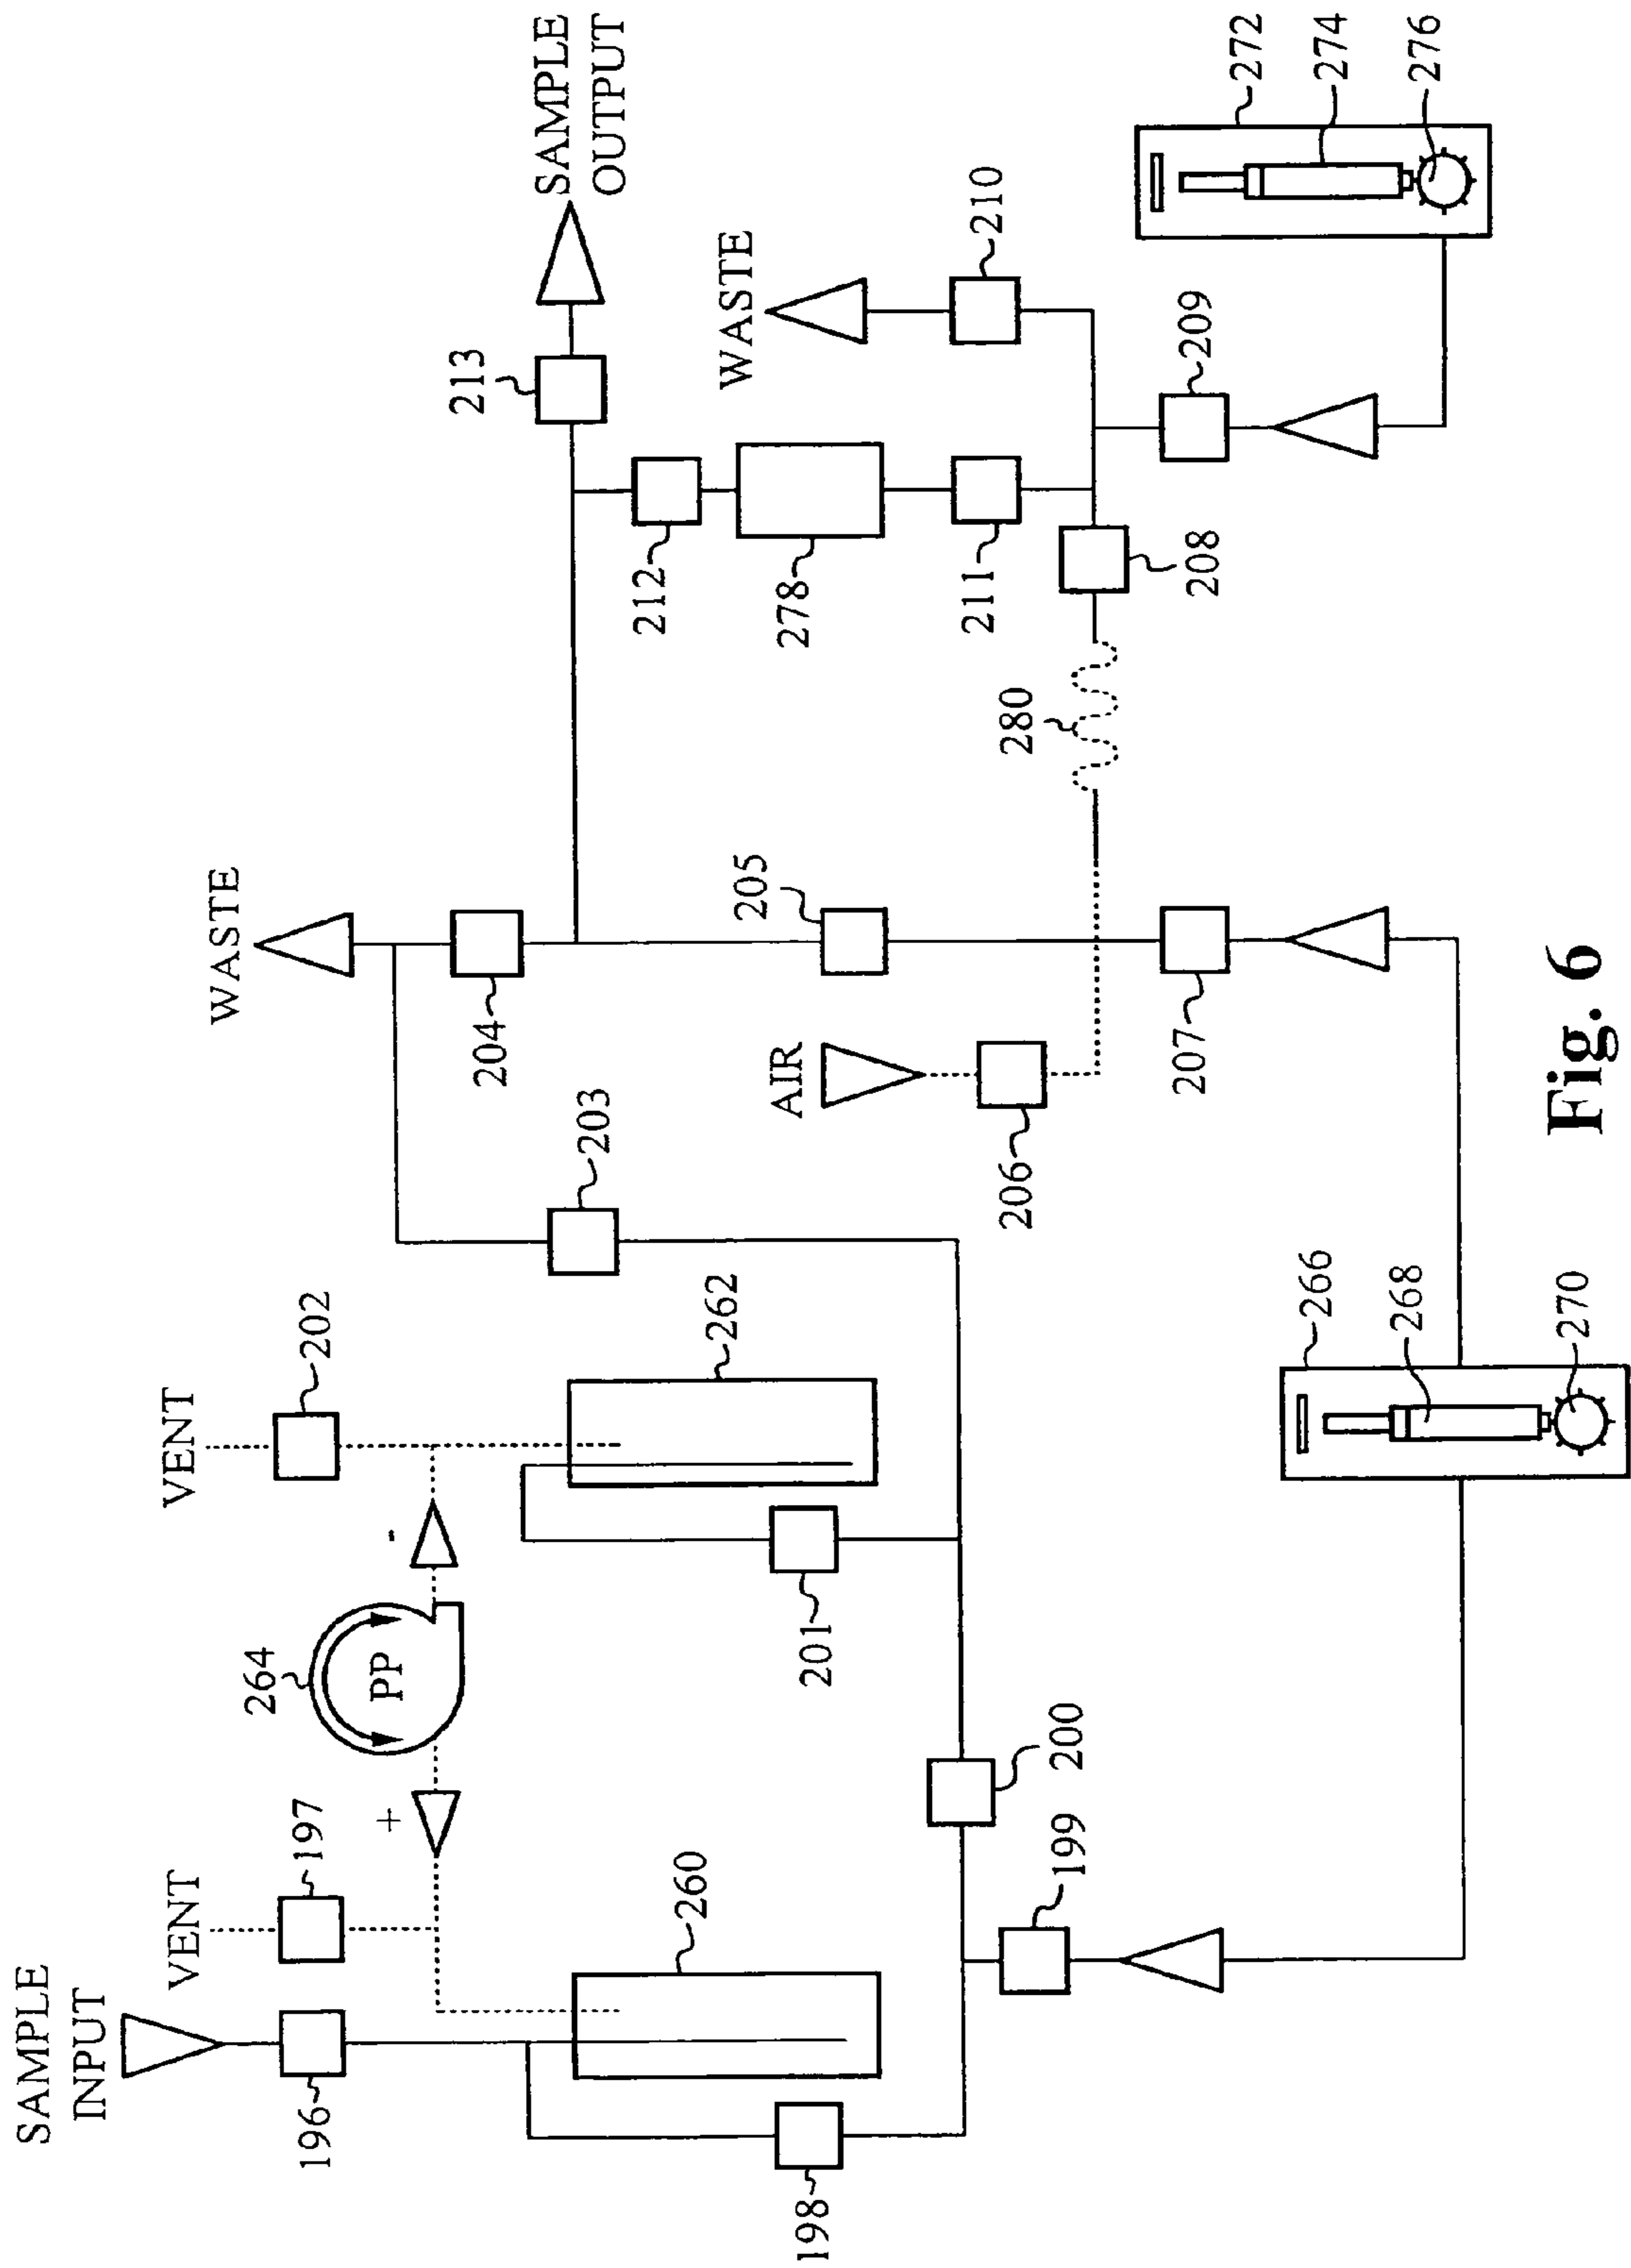 SAMPLE
INPUT
196
VENT
197
264
PP
+
-
VENT
202
WASTE
204
203
260
198
262
201
200
199
AIR
206
205
207
280
208
SAMPLE
OUTPUT
213
212
278
211
WASTE
210
209
272
274
276
266
268
270
Fig. 6